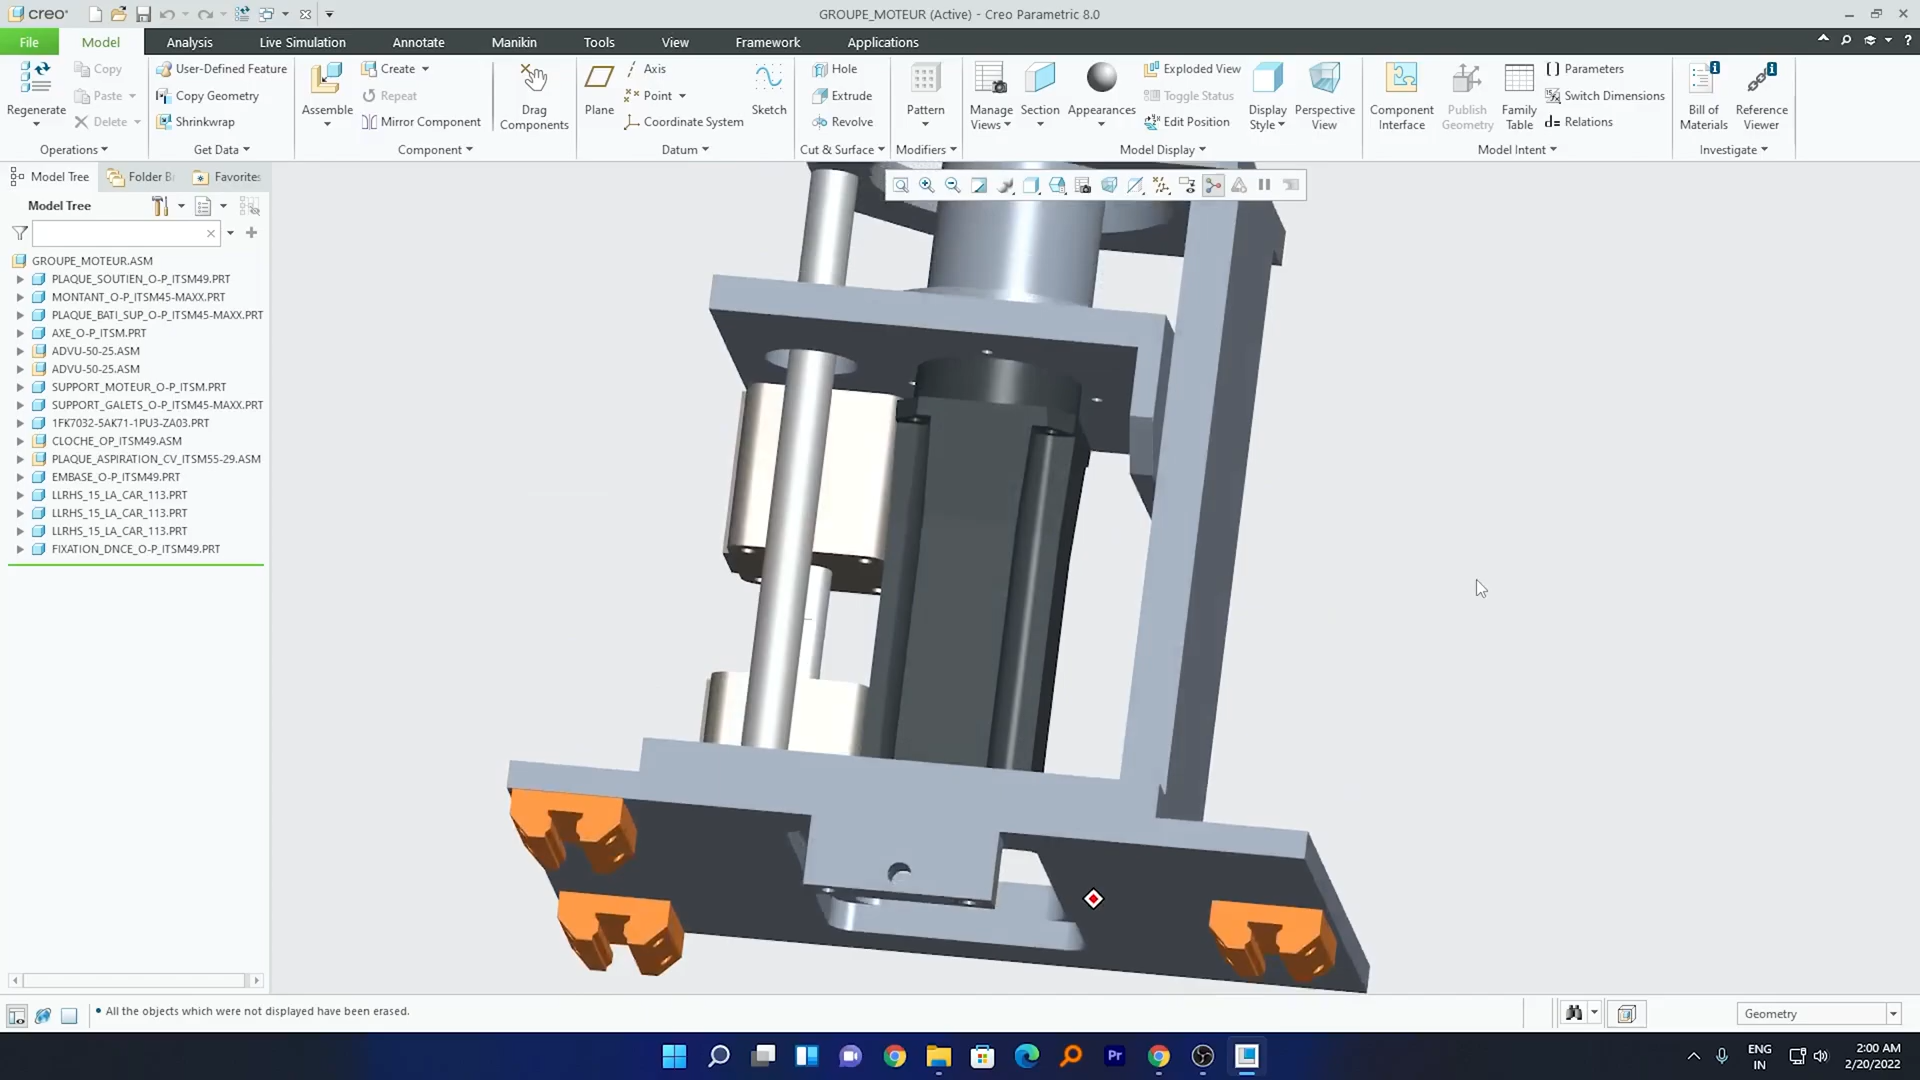 creo
GROUPE_MOTEUR (Active) - Creo Parametric 8.0
File Model Analysis Live Simulation Annotate Manikin Tools View Framework Applications
Regenerate
Copy
Paste
Delete
Operations
User-Defined Feature
Copy Geometry
Shrinkwrap
Get Data
Assemble
Create
Repeat
Mirror Component
Drag Components
Component
Plane
Axis
Point
Coordinate System
Sketch
Datum
Hole
Extrude
Revolve
Cut & Surface
Pattern
Modifiers
Manage Views
Section
Appearances
Exploded View
Toggle Status
Edit Position
Display Style
Perspective View
Model Display
Component Interface
Publish Geometry
Family Table
Parameters
Switch Dimensions
d= Relations
Model Intent
Bill of Materials
Reference Viewer
Investigate
Model Tree Folder B Favorites
Model Tree
GROUPE_MOTEUR.ASM
PLAQUE_SOUTIEN_O-P_ITSM49.PRT
MONTANT_O-P_ITSM45-MAXX.PRT
PLAQUE_BATI_SUP_O-P_ITSM45-MAXX.PRT
AXE_O-P_ITSM.PRT
ADVU-50-25.ASM
ADVU-50-25.ASM
SUPPORT_MOTEUR_O-P_ITSM.PRT
SUPPORT_GALETS_O-P_ITSM45-MAXX.PRT
1FK7032-5AK71-1PU3-ZA03.PRT
CLOCHE_OP_ITSM49.ASM
PLAQUE_ASPIRATION_CV_ITSM55-29.ASM
EMBASE_O-P_ITSM49.PRT
LLRHS_15_LA_CAR_113.PRT
LLRHS_15_LA_CAR_113.PRT
LLRHS_15_LA_CAR_113.PRT
FIXATION_DNCE_O-P_ITSM49.PRT
• All the objects which were not displayed have been erased.
Geometry
Pr
ENG
IN
2:00 AM
2/20/2022